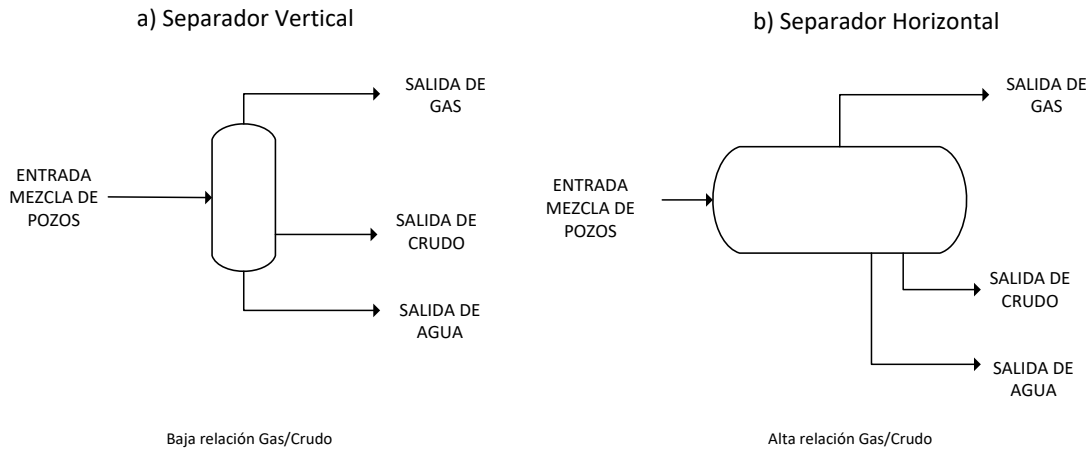 a) Separador Vertical
SALIDA DE
GAS
ENTRADA
MEZCLA DE
POZOS
SALIDA DE
CRUDO
SALIDA DE
AGUA
Baja relación Gas/Crudo
b) Separador Horizontal
SALIDA DE
GAS
ENTRADA
MEZCLA DE
POZOS
SALIDA DE
CRUDO
SALIDA DE
AGUA
Alta relación Gas/Crudo